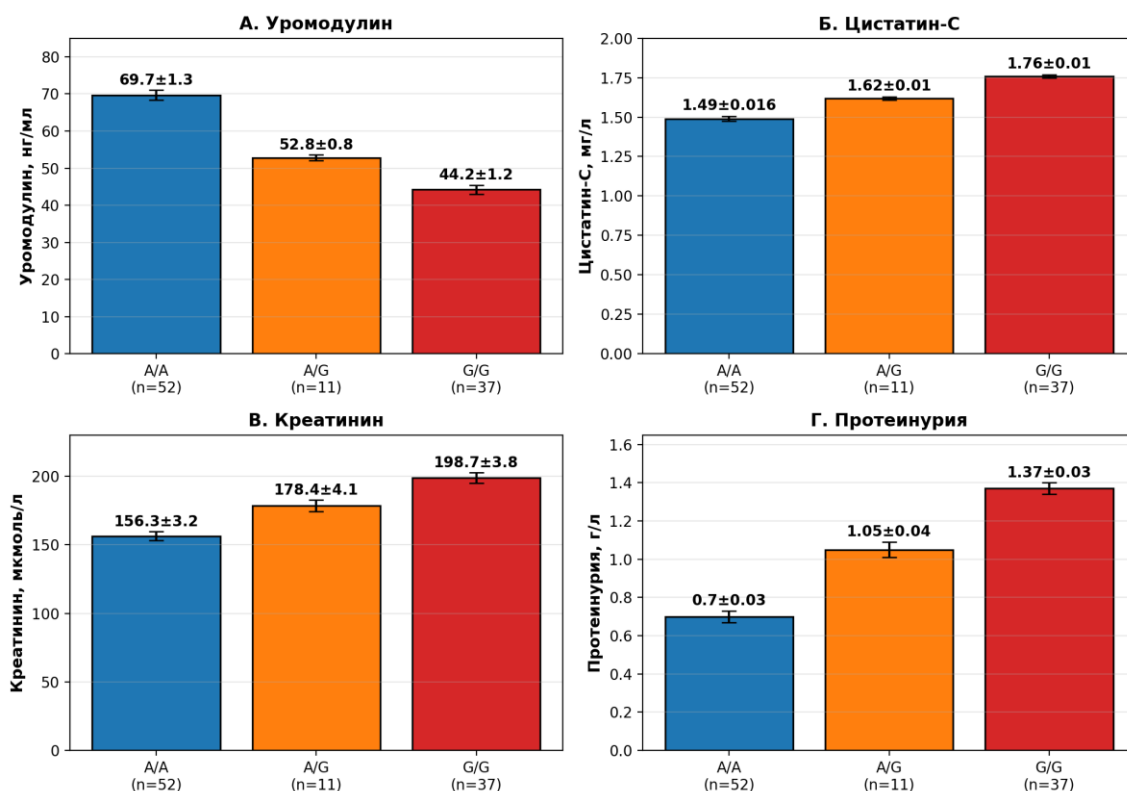 А. Уромодулин
Уромодулин, нг/мл
80
70
60
50
40
30
20
10
0
69.7±1.3
52.8±0.8
44.2±1.2
A/A
(n=52)
A/G
(n=11)
G/G
(n=37)
Б. Цистатин-С
Цистатин-С, мг/л
2.00
1.75
1.50
1.25
1.00
0.75
0.50
0.25
0.00
1.49±0.016
1.62±0.01
1.76±0.01
A/A
(n=52)
A/G
(n=11)
G/G
(n=37)
В. Креатинин
Креатинин, мкмоль/л
200
150
100
50
0
156.3±3.2
178.4±4.1
198.7±3.8
A/A
(n=52)
A/G
(n=11)
G/G
(n=37)
Г. Протеинурия
Протеинурия, г/л
1.6
1.4
1.2
1.0
0.8
0.6
0.4
0.2
0.0
0.7±0.03
1.05±0.04
1.37±0.03
A/A
(n=52)
A/G
(n=11)
G/G
(n=37)